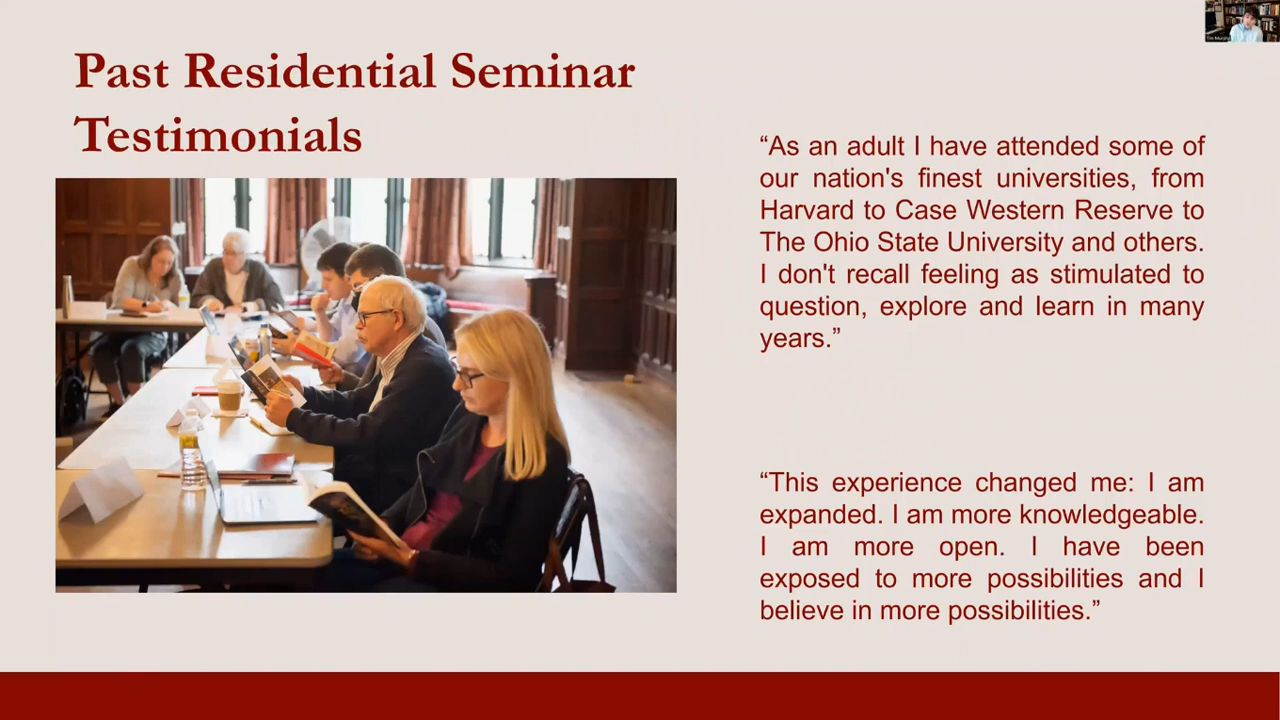 Past Residential Seminar
Testimonials
“As an adult I have attended some of
our nation's finest universities, from
Harvard to Case Western Reserve to
The Ohio State University and others.
I don't recall feeling as stimulated to
question, explore and learn in many
years.”
“This experience changed me: I am
expanded. I am more knowledgeable.
I am more open. I have been
exposed to more possibilities and I
believe in more possibilities.”